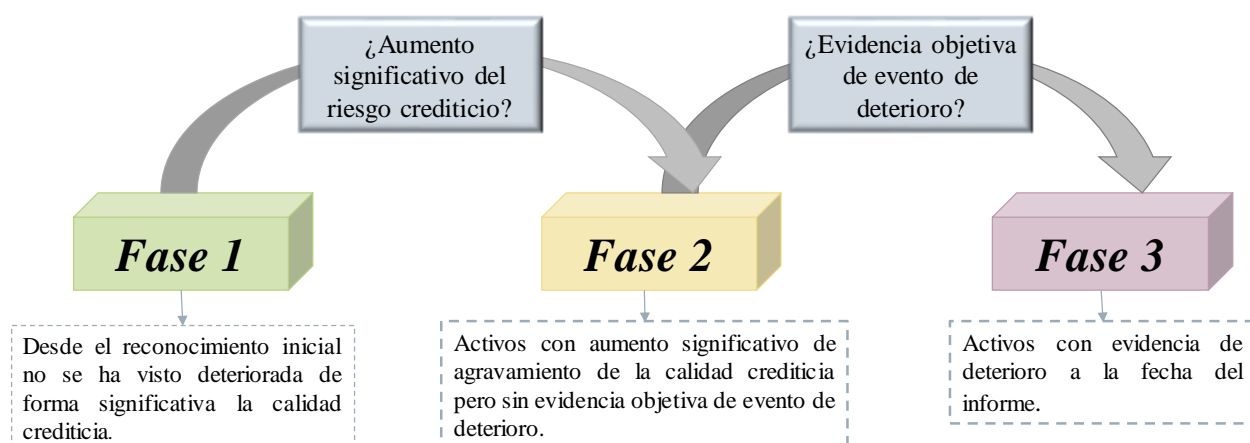 ¿Aumento
significativo del
riesgo crediticio?
¿Evidencia objetiva
de evento de
deterioro?
Fase 1
Fase 2
Fase 3
Desde el reconocimiento inicial
no se ha visto deteriorada de
forma significativa la calidad
crediticia.
Activos con aumento significativo de
agravamiento de la calidad crediticia
pero sin evidencia objetiva de evento de
deterioro.
Activos con evidencia de
deterioro a la fecha del
informe.